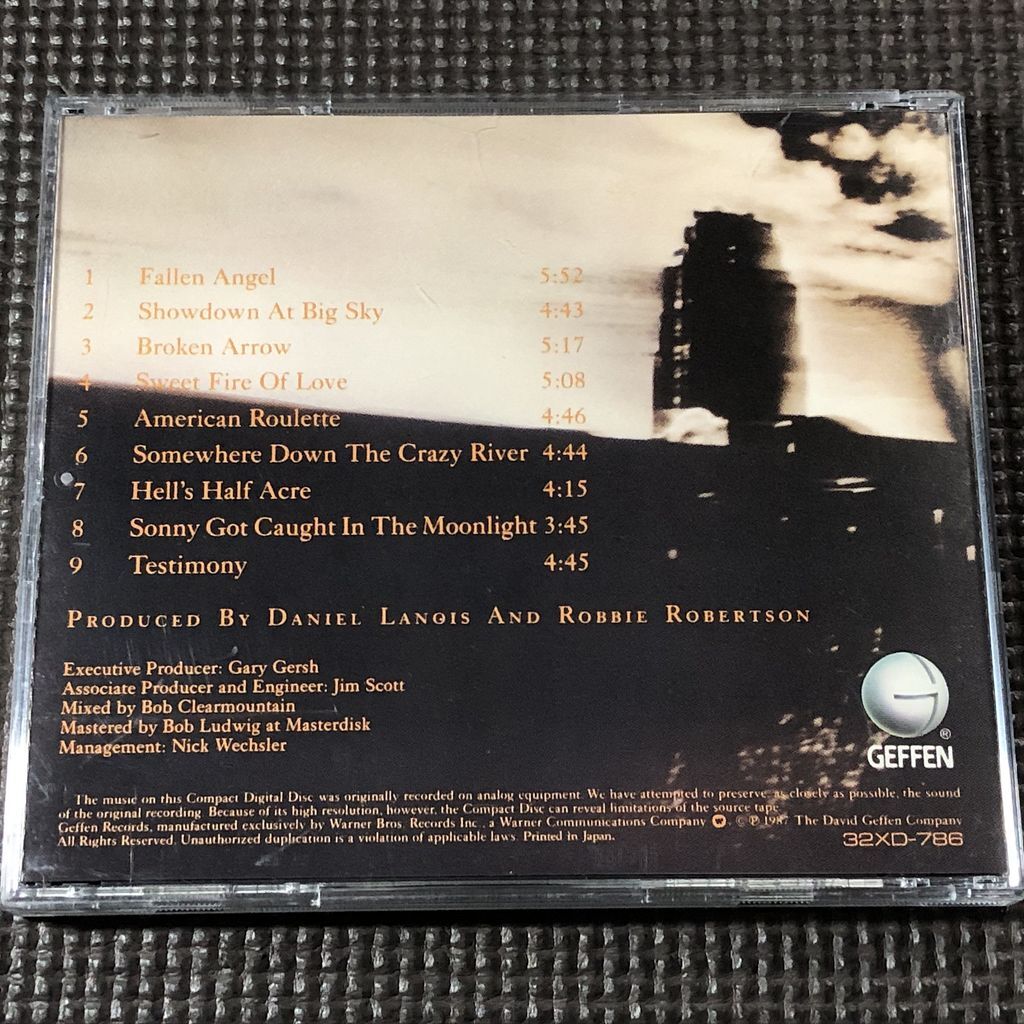 1 Fallen Angel 5:52
2 Showdown At Big Sky 4:43
3 Broken Arrow 5:17
4 Sweet Fire Of Love 5:08
5 American Roulette 4:46
6 Somewhere Down The Crazy River 4:44
7 Hell's Half Acre 4:15
8 Sonny Got Caught In The Moonlight 3:45
9 Testimony 4:45
PRODUCED BY DANIEL LANOIS AND ROBBIE ROBERTSON
Executive Producer: Gary Gersh
Associate Producer and Engineer: Jim Scott
Mixed by Bob Clearmountain
Mastered by Bob Ludwig at Masterdisk
Management: Nick Wechsler
GEFFEN ®
The music on this Compact Digital Disc was originally recorded on analog equipment. We have attempted to preserve, as closely as possible, the sound
of the original recording. Because of its high resolution, however, the Compact Disc can reveal limitations of the source tape.
Geffen Records, manufactured exclusively by Warner Bros. Records Inc., a Warner Communications Company. © ℗ 1987 The David Geffen Company
All Rights Reserved. Unauthorized duplication is a violation of applicable laws. Printed in Japan.
32XD-786